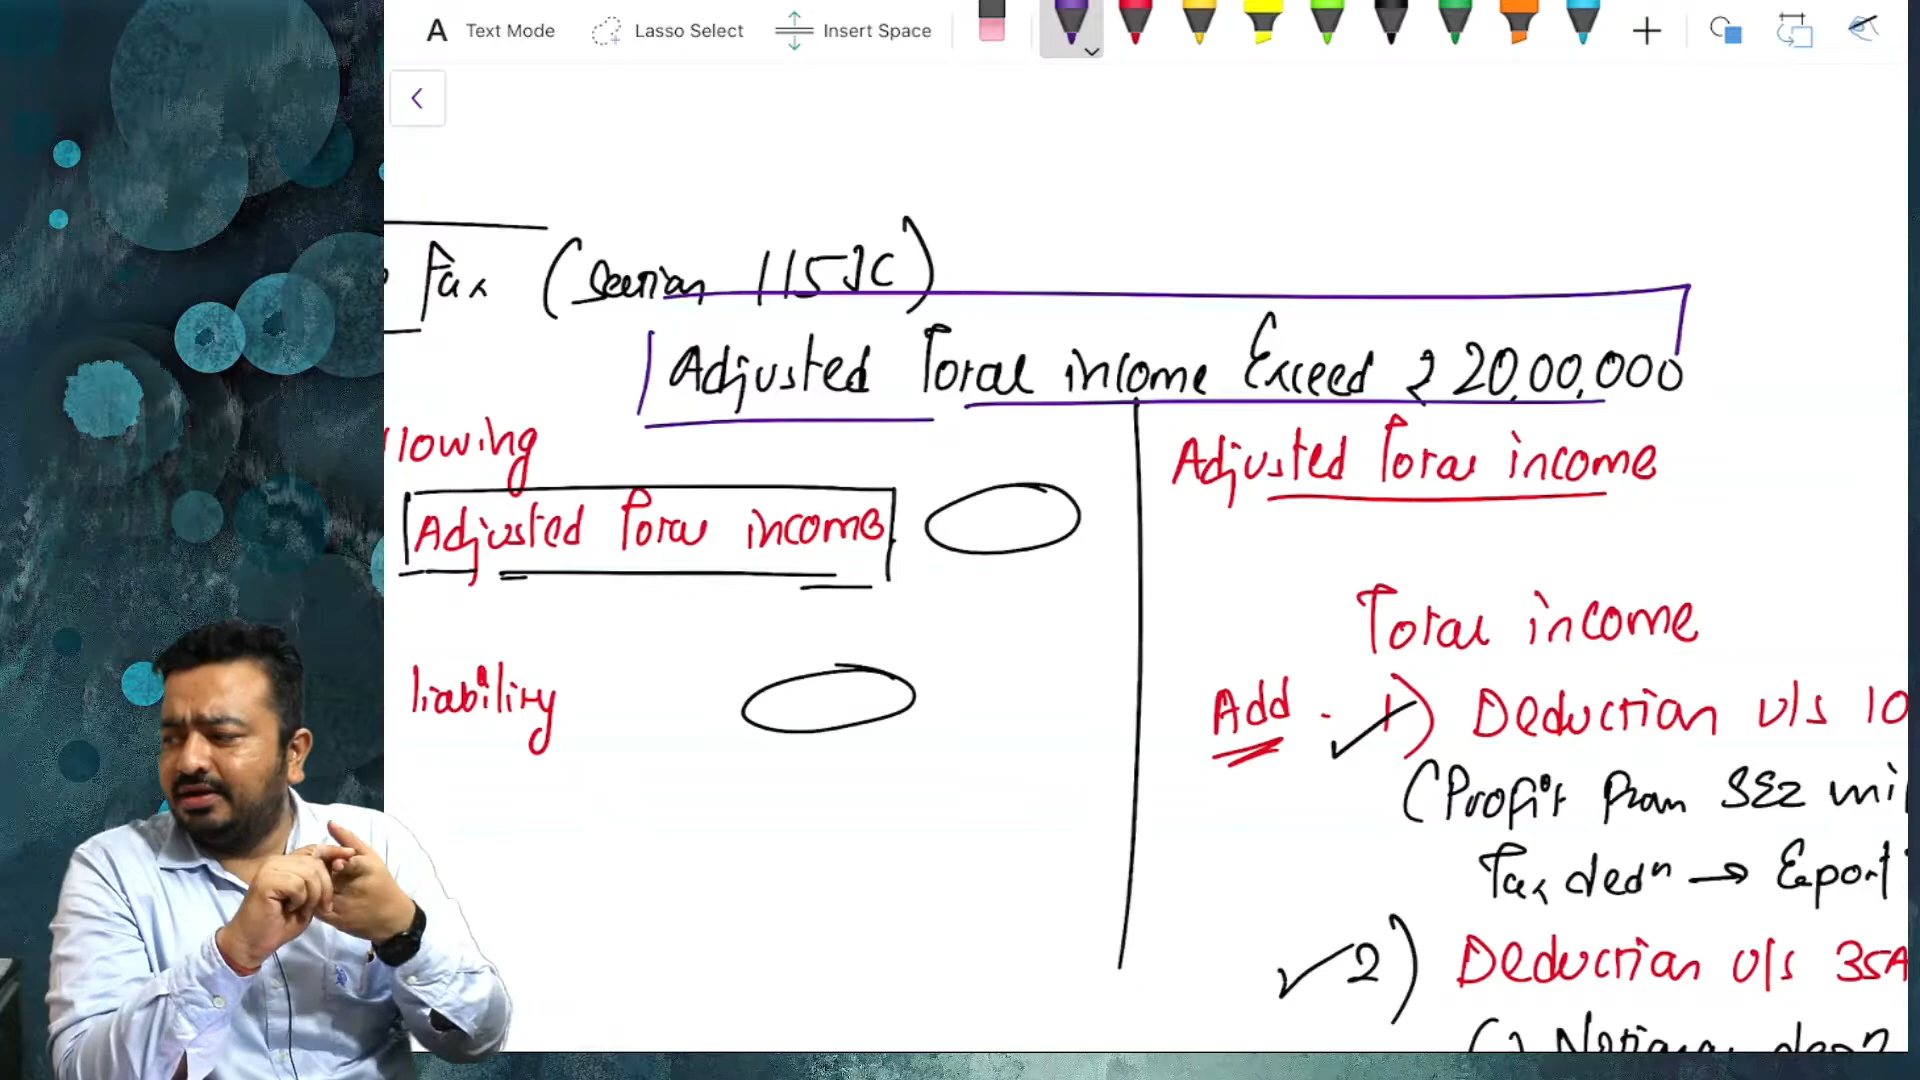 Text Mode Lasso Select Insert Space
Tax (Section 115JC)
Adjusted Total income Exceed ₹ 20,00,000
llowing
Adjusted Total income
Adjusted Total income
Total income
liability
Add - 1) Deduction u/s 10
(Profit from SEZ
Tax dedn → Export
2) Deduction u/s 35A